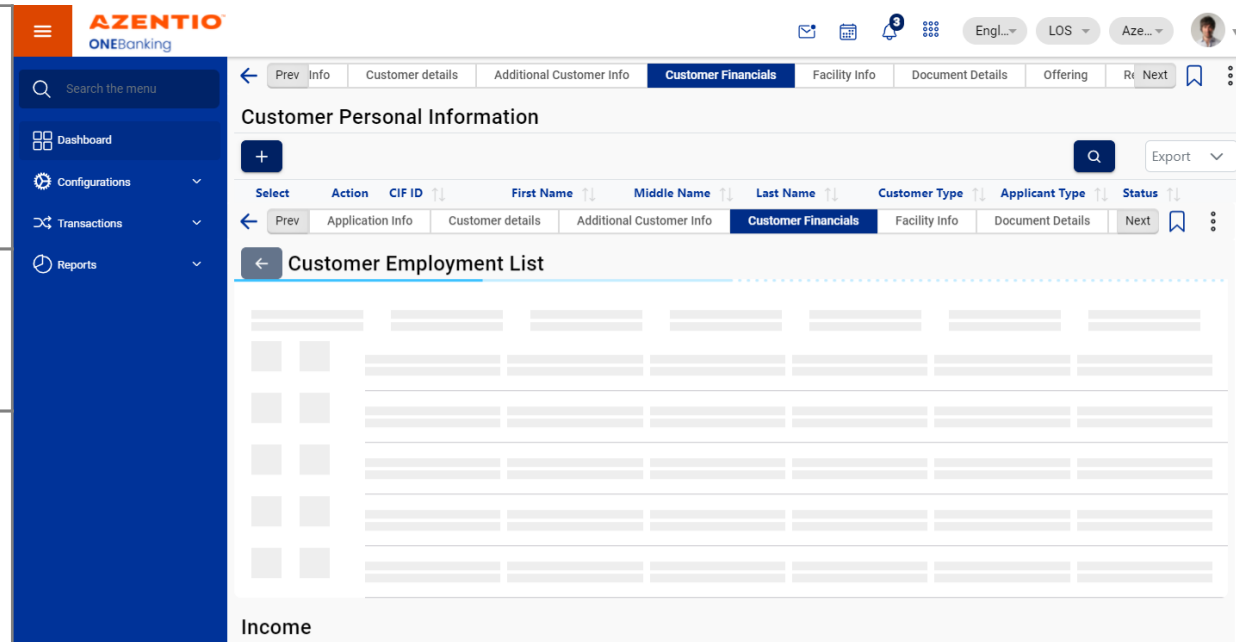 AZENTIO
ONEBanking
3
Engl...
LOS
Aze...
Search the menu
Dashboard
Configurations
Transactions
Reports
Prev Info Customer details Additional Customer Info Customer Financials Facility Info Document Details Offering Re Next
Customer Personal Information
+
Export
Select Action CIF ID First Name Middle Name Last Name Customer Type Applicant Type Status
Prev Application Info Customer details Additional Customer Info Customer Financials Facility Info Document Details Next
Customer Employment List
Income